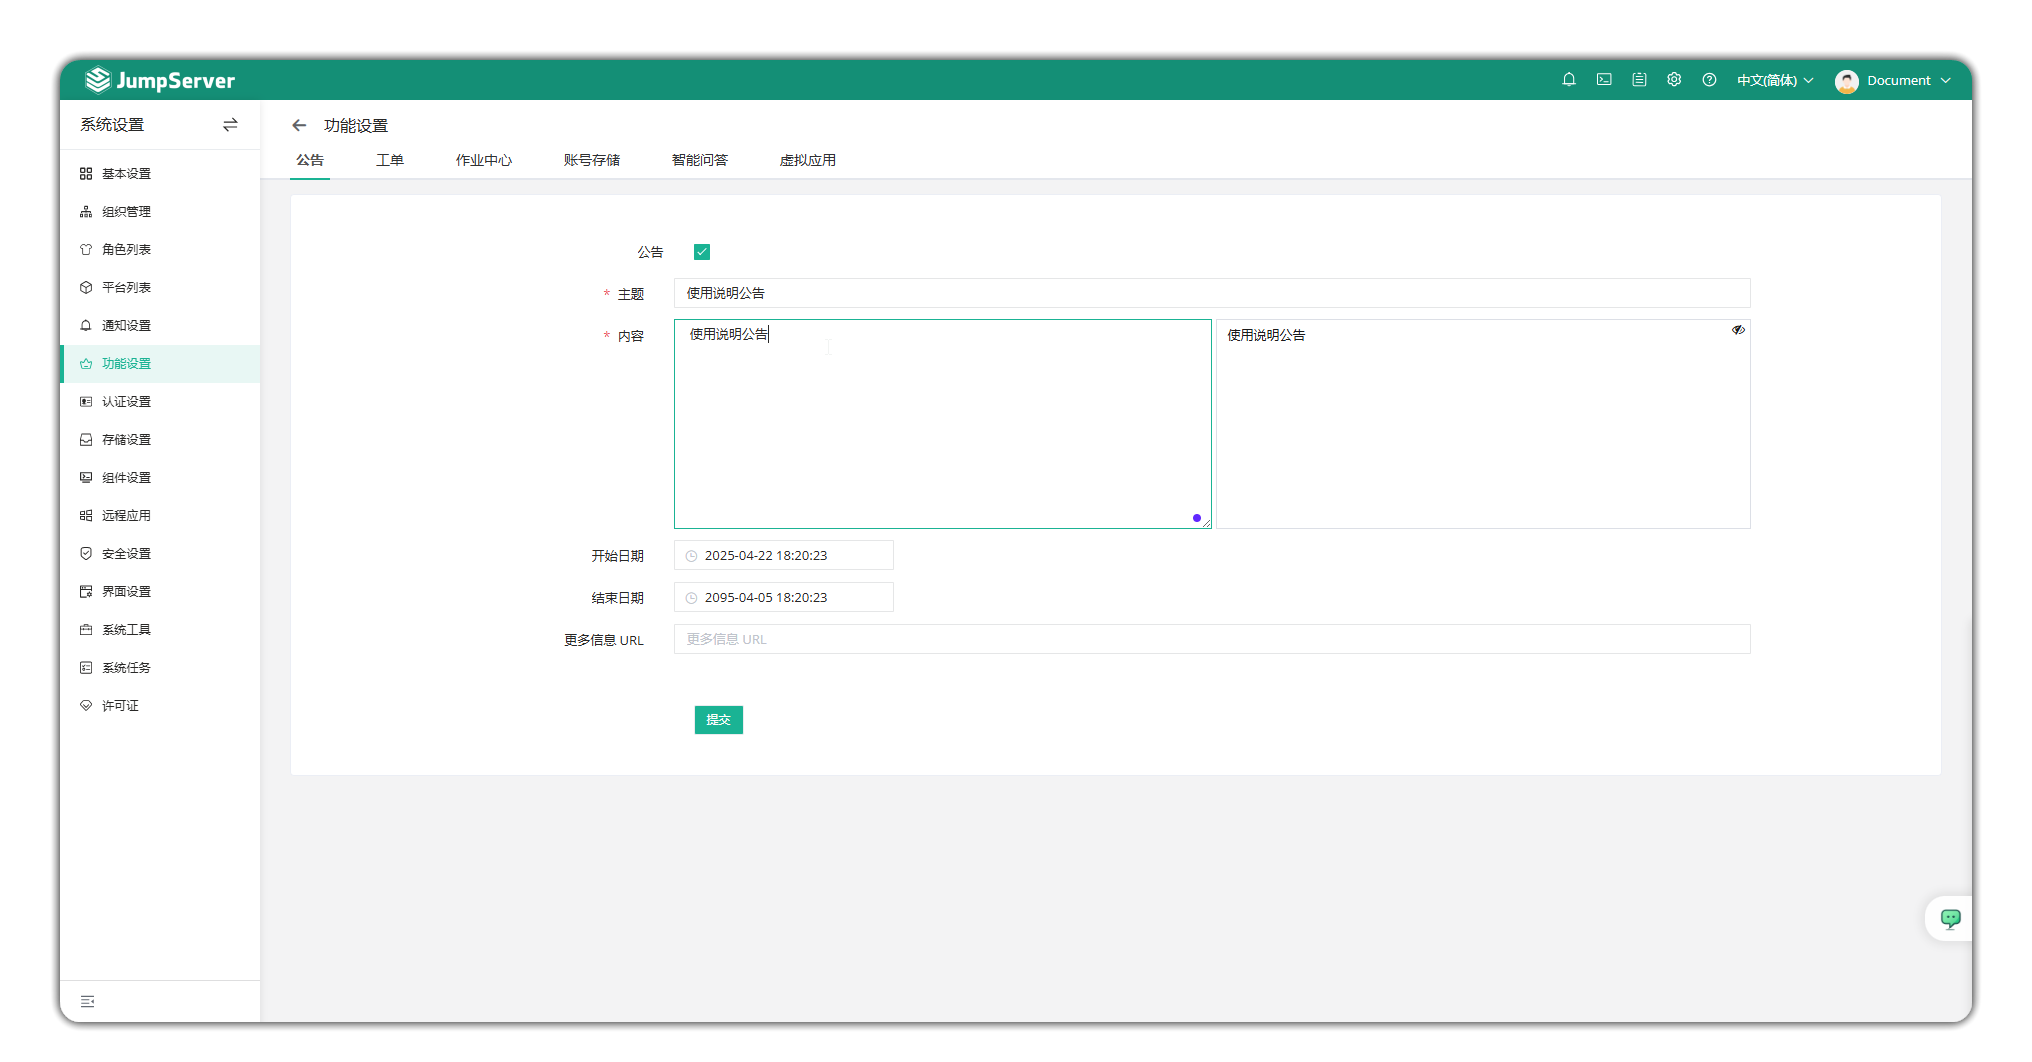 JumpServer
中文(简体)
Document
系统设置
基本设置
组织管理
角色列表
平台列表
通知设置
功能设置
认证设置
存储设置
组件设置
远程应用
安全设置
界面设置
系统工具
系统任务
许可证
功能设置
公告 工单 作业中心 账号存储 智能问答 虚拟应用
公告
* 主题 使用说明公告
* 内容 使用说明公告 使用说明公告
开始日期 2025-04-22 18:20:23
结束日期 2095-04-05 18:20:23
更多信息 URL 更多信息 URL
提交